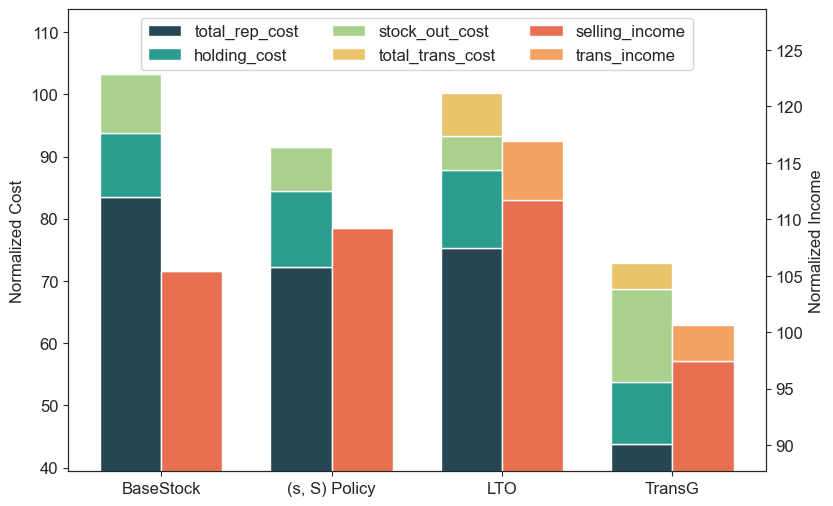 total_rep_cost
holding_cost
stock_out_cost
total_trans_cost
selling_income
trans_income
Normalized Cost
110
100
90
80
70
60
50
40
125
120
115
110
105
100
95
90
Normalized Income
BaseStock
(s, S) Policy
LTO
TransG